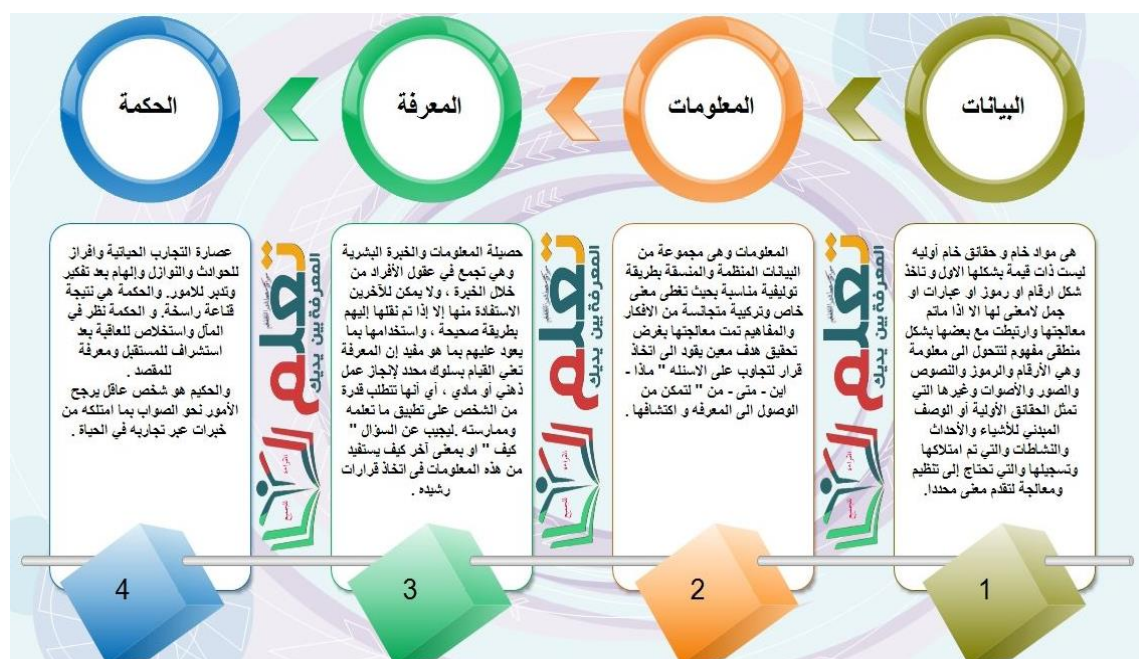 البيانات
المعلومات
المعرفة
الحكمة
هى مواد خام و حقائق خام أوليه
ليست ذات قيمة بشكلها الاول و تاخذ
شكل ارقام او رموز او عبارات او
جمل لامعنى لها الا اذا ماتم
معالجتها وارتبطت مع بعضها بشكل
منطقى مفهوم لتتحول الى معلومة
وهي الأرقام والرموز والنصوص
والصور والأصوات وغيرها التي
تمثل الحقائق الأولية أو الوصف
المبدئي للأشياء والأحداث
والنشاطات والتي تم امتلاكها
وتسجيلها والتي تحتاج إلى تنظيم
ومعالجة لتقدم معنى محددا.
1
المعلومات وهى مجموعة من
البيانات المنظمة والمنسقة بطريقة
توليفية مناسبة بحيث تغطى معنى
خاص وتركيبة متجانسة من الافكار
والمفاهيم تمت معالجتها بغرض
تحقيق هدف معين يقود الى اتخاذ
قرار لتجاوب على الاسئله " ماذا -
اين - متى - من " لتمكن من
الوصول الى المعرفه و اكتشافها .
2
حصيلة المعلومات والخبرة البشرية
وهي تجمع في عقول الأفراد من
خلال الخبرة ، ولا يمكن للآخرين
الاستفادة منها إلا إذا تم نقلها إليهم
بطريقة صحيحة ، واستخدامها بما
يعود عليهم بما هو مفيد إن المعرفة
تعني القيام بسلوك محدد لإنجاز عمل
ذهني أو مادي ، أي أنها تتطلب قدرة
من الشخص على تطبيق ما تعلمه
وممارسته .ليجيب عن السؤال "
كيف " او بمعنى آخر كيف يستفيد
من هذه المعلومات فى اتخاذ قرارات
رشيده .
3
عصارة التجارب الحياتية وافراز
للحوادث والنوازل وإلهام بعد تفكير
وتدبر للامور. والحكمة هي نتيجة
قناعة راسخة. و الحكمة نظر في
المآل واستخلاص للعاقبة بعد
استشراف للمستقبل ومعرفة
للمقصد .
والحكيم هو شخص عاقل يرجح
الأمور نحو الصواب بما امتلكه من
خبرات عبر تجاربه في الحياة .
4
تعلم
المعرفة بين يديك
تعلم
المعرفة بين يديك
تعلم
المعرفة بين يديك